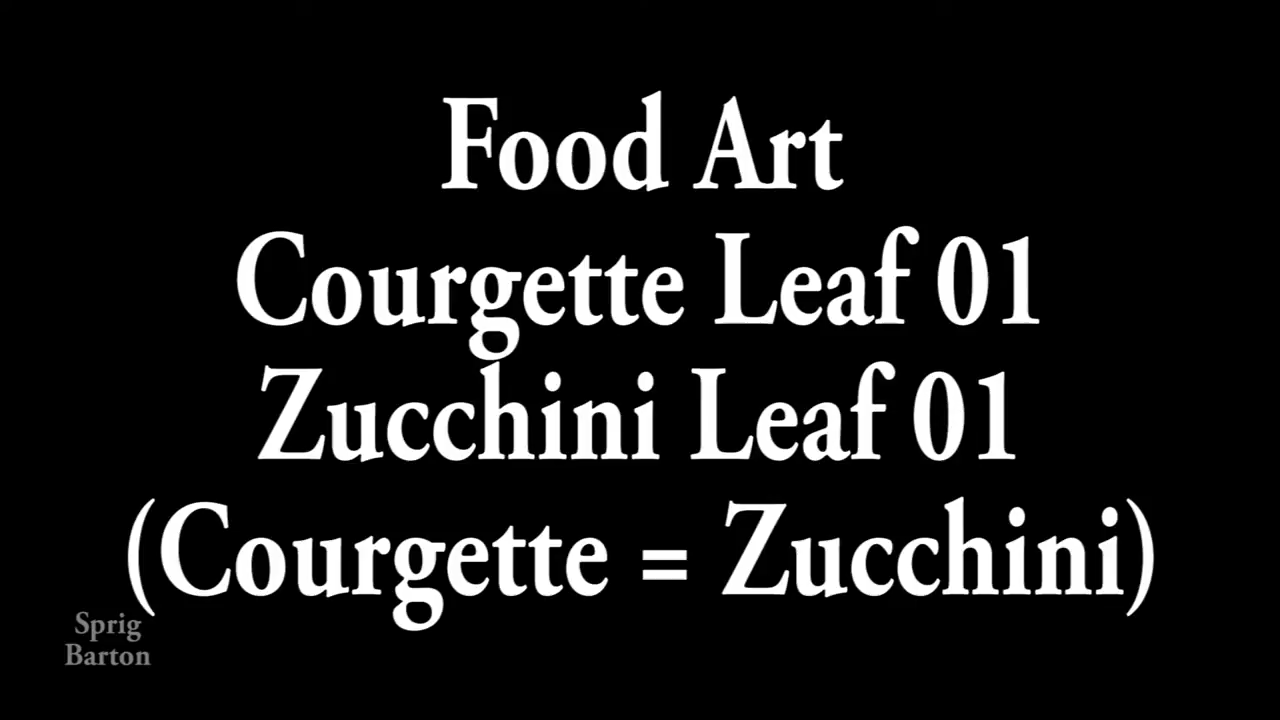 Food Art
Courgette Leaf 01
Zucchini Leaf 01
(Courgette = Zucchini)
Sprig
Barton